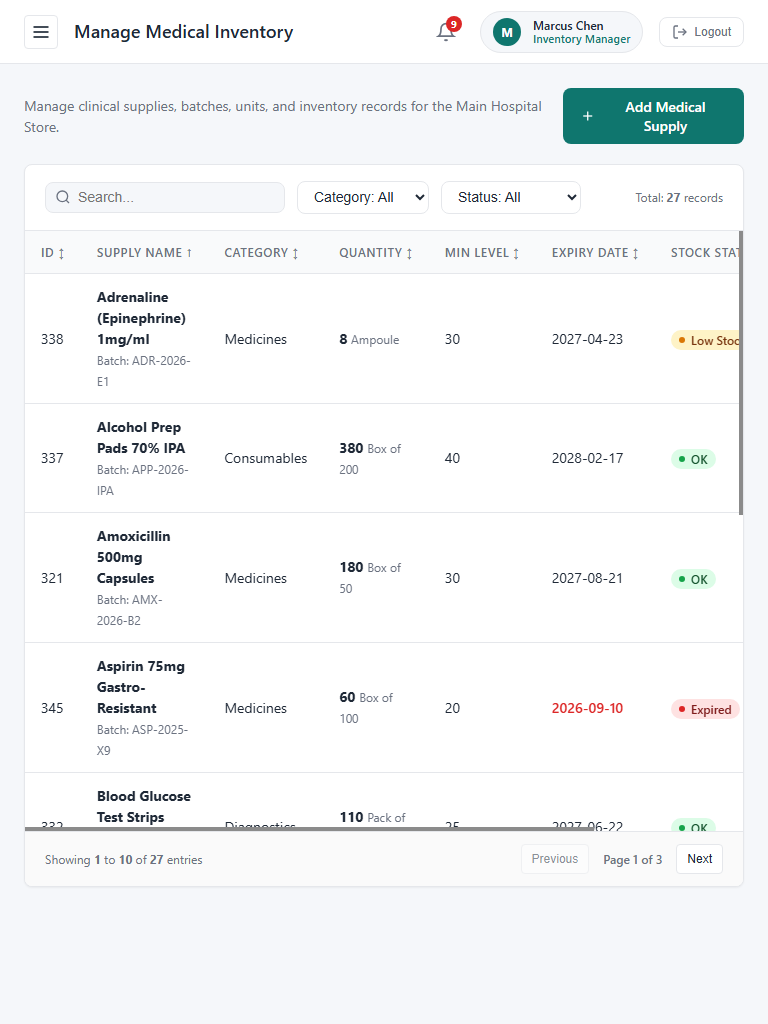 Manage Medical Inventory
9
M
Marcus Chen
Inventory Manager
Logout
Manage clinical supplies, batches, units, and inventory records for the Main Hospital
Store.
+ Add Medical
Supply
Search...
Category: All
Status: All
Total: 27 records
ID ↕ SUPPLY NAME ↑ CATEGORY ↕ QUANTITY ↕ MIN LEVEL ↕ EXPIRY DATE ↕ STOCK STAT
338
Adrenaline
(Epinephrine)
1mg/ml
Batch: ADR-2026-
E1
Medicines
8 Ampoule
30
2027-04-23
Low Stoc
337
Alcohol Prep
Pads 70% IPA
Batch: APP-2026-
IPA
Consumables
380 Box of
200
40
2028-02-17
OK
321
Amoxicillin
500mg
Capsules
Batch: AMX-
2026-B2
Medicines
180 Box of
50
30
2027-08-21
OK
345
Aspirin 75mg
Gastro-
Resistant
Batch: ASP-2025-
X9
Medicines
60 Box of
100
20
2026-09-10
Expired
332
Blood Glucose
Test Strips
Diagnostics
110 Pack of
25
2027-06-22
OK
Showing 1 to 10 of 27 entries
Previous
Page 1 of 3
Next